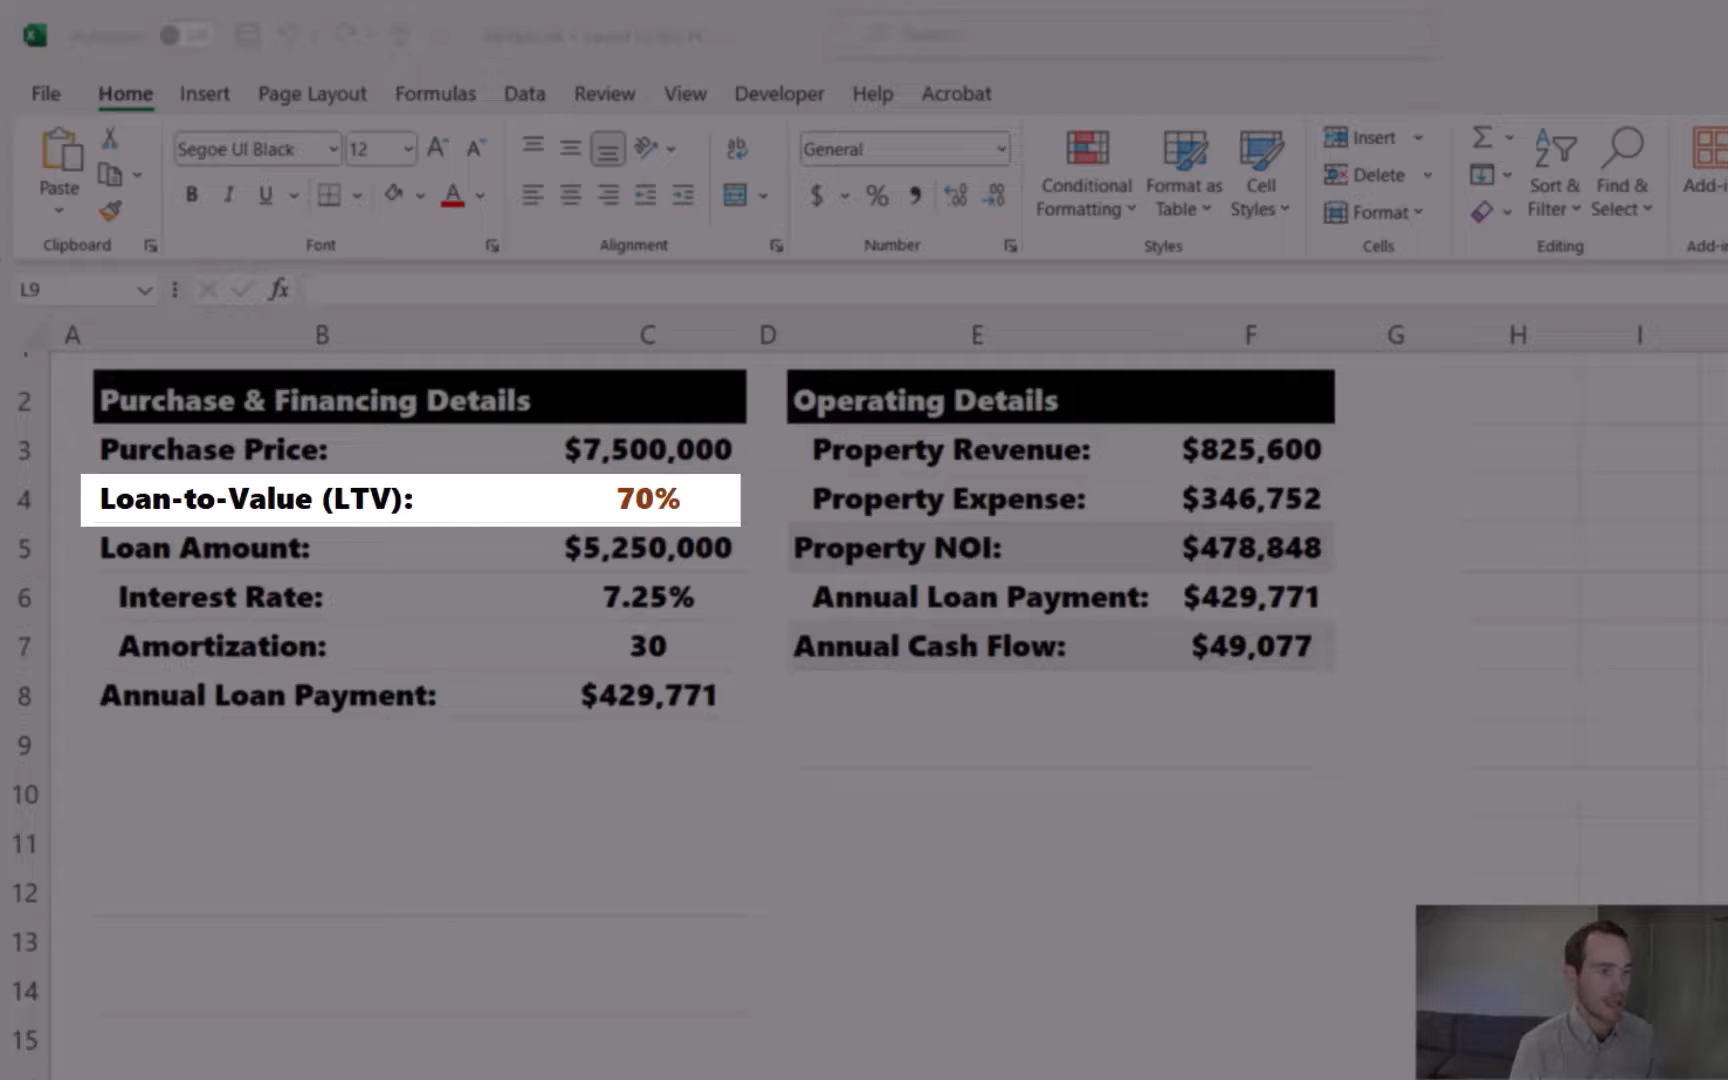 File Home Insert Page Layout Formulas Data Review View Developer Help Acrobat
Segoe UI Black 12 General Insert
Paste Conditional Format as Cell Delete Sort & Find &
Formatting Table Styles Format Filter Select
Clipboard Font Alignment Number Styles Cells Editing
L9 fx
A B C D E F G H I
2 Purchase & Financing Details Operating Details
3 Purchase Price: $7,500,000 Property Revenue: $825,600
4 Loan-to-Value (LTV): 70% Property Expense: $346,752
5 Loan Amount: $5,250,000 Property NOI: $478,848
6 Interest Rate: 7.25% Annual Loan Payment: $429,771
7 Amortization: 30 Annual Cash Flow: $49,077
8 Annual Loan Payment: $429,771
9
10
11
12
13
14
15